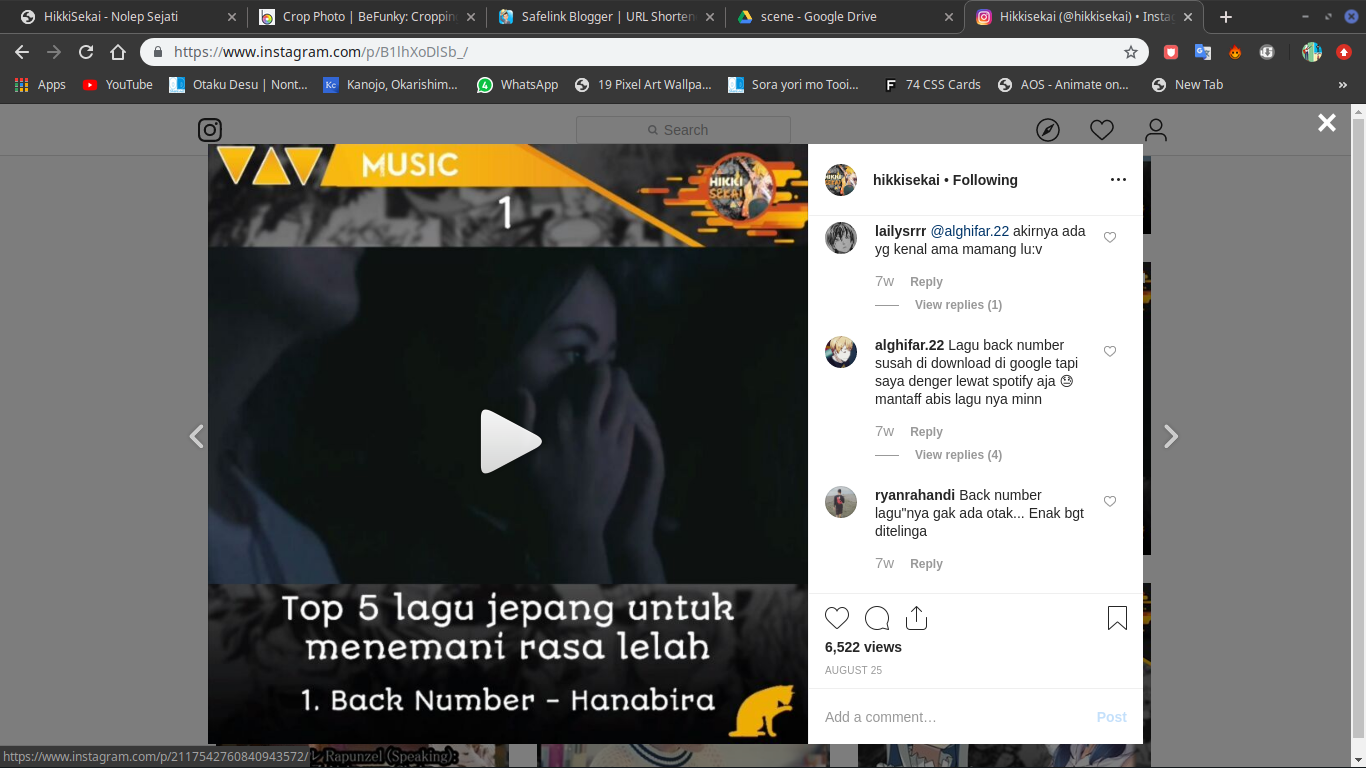 HikkiSekai - Nolep Sejati
Crop Photo | BeFunky: Cropping
Safelink Blogger | URL Shorten
scene - Google Drive
Hikkisekai (@hikkisekai) • Insta
https://www.instagram.com/p/B1lhXoDlSb_/
Apps
YouTube
Otaku Desu | Nont...
Kc
Kanojo, Okarishim...
4
WhatsApp
19 Pixel Art Wallpa...
Sora yori mo Tooi...
F
74 CSS Cards
AOS - Animate on...
New Tab
»
Search
MUSIC
1
HIKKI
SEKAI
Top 5 lagu jepang untuk
menemani rasa lelah
1. Back Number - Hanabira
hikkisekai • Following
lailysrrr @alghifar.22 akirnya ada
yg kenal ama mamang lu:v
7w Reply
View replies (1)
alghifar.22 Lagu back number
susah di download di google tapi
saya denger lewat spotify aja 😓
mantaff abis lagu nya minn
7w Reply
View replies (4)
ryanrahandi Back number
lagu"nya gak ada otak... Enak bgt
ditelinga
7w Reply
6,522 views
AUGUST 25
Add a comment…
Post
https://www.instagram.com/p/2117542760840943572/
Rapunzel (Speaking):